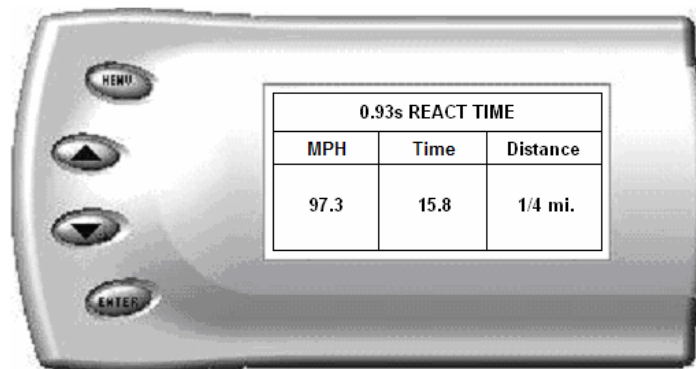 MENU
0.93s REACT TIME
MPH Time Distance
97.3 15.8 1/4 mi.
ENTER